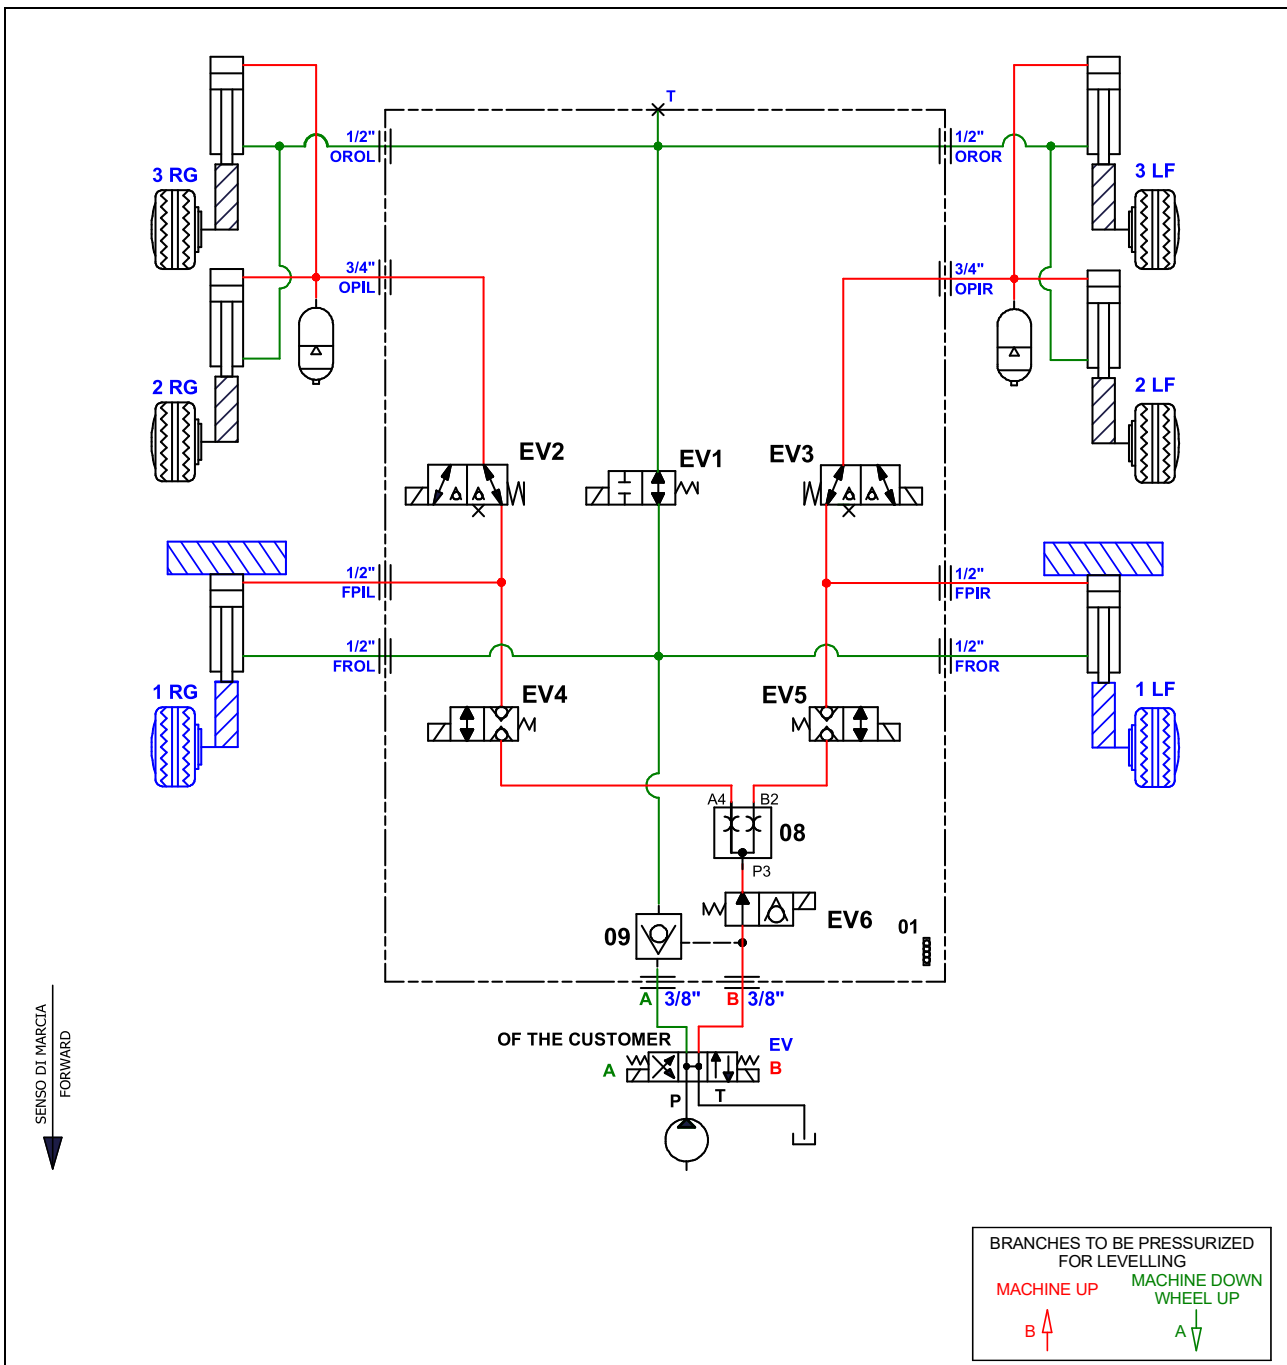 T
1/2"
OROL
1/2"
OROR
3 RG
3 LF
3/4"
OPIL
3/4"
OPIR
2 RG
2 LF
EV2
EV1
EV3
1/2"
FPIL
1/2"
FPIR
1/2"
FROL
1/2"
FROR
1 RG
EV4
EV5
1 LF
A4
B2
08
P3
EV6
09
01
A
3/8"
B
3/8"
OF THE CUSTOMER
EV
A
B
P
T
SENSO DI MARCIA
FORWARD
BRANCHES TO BE PRESSURIZED
FOR LEVELLING
MACHINE UP
MACHINE DOWN
WHEEL UP
B
A